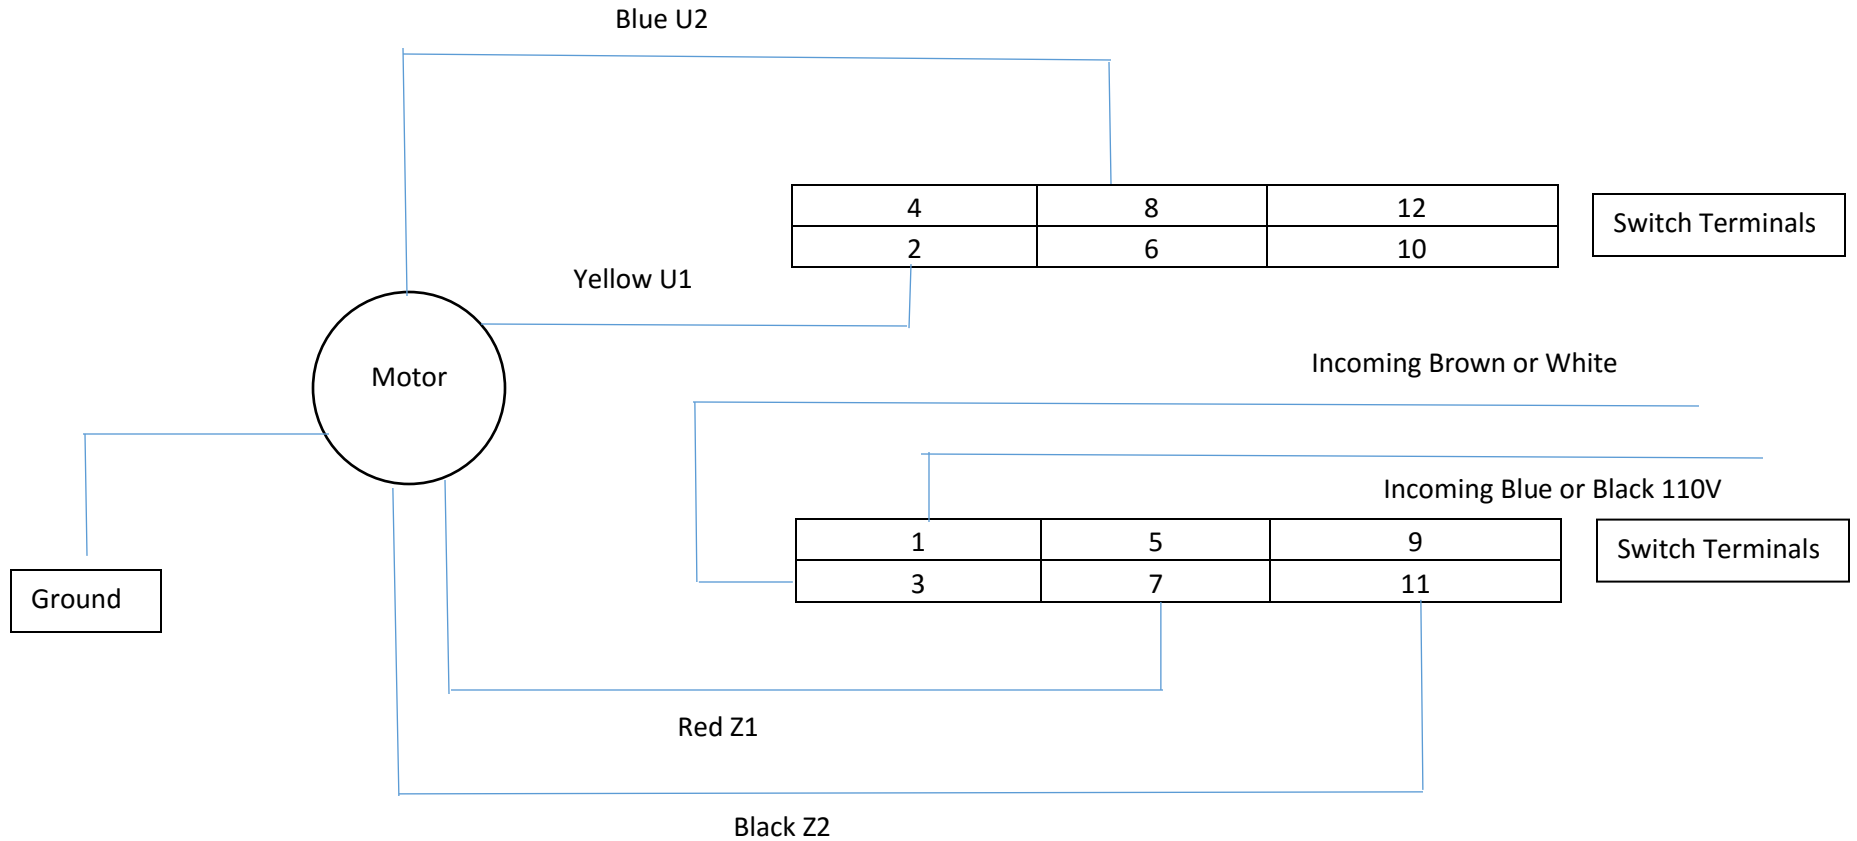 Blue U2
4 8 12
Switch Terminals
2 6 10
Yellow U1
Incoming Brown or White
Motor
Incoming Blue or Black 110V
1 5 9
Switch Terminals
3 7 11
Ground
Red Z1
Black Z2